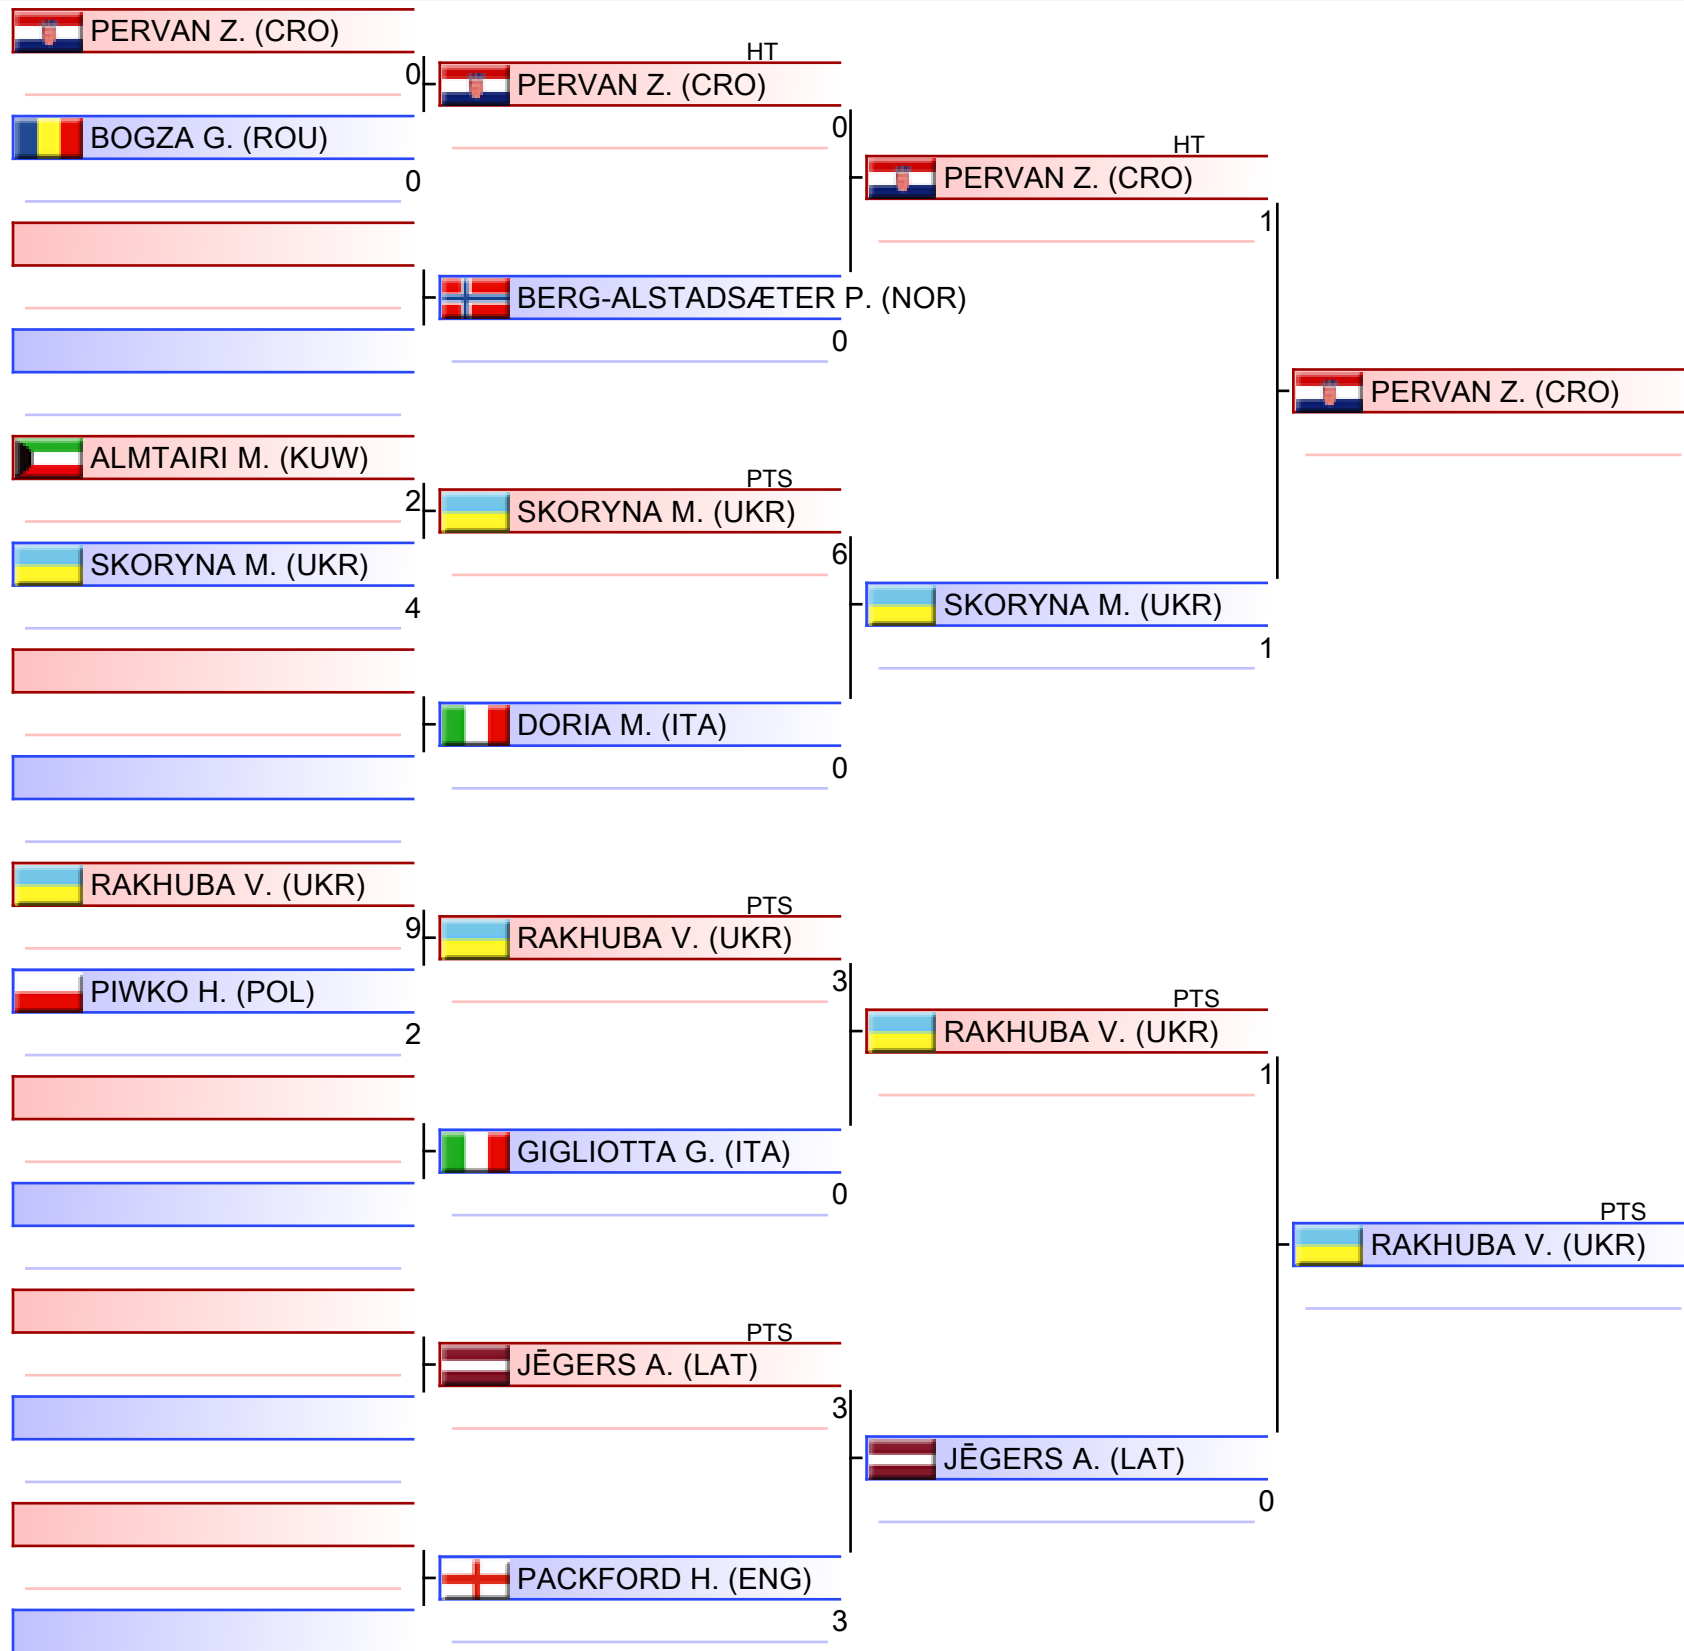 PERVAN Z. (CRO)
0
BOGZA G. (ROU)
0
ALMTAIRI M. (KUW)
2
SKORYNA M. (UKR)
4
RAKHUBA V. (UKR)
9
PIWKO H. (POL)
2
HT
PERVAN Z. (CRO)
0
BERG-ALSTADSÆTER P. (NOR)
0
PTS
SKORYNA M. (UKR)
6
DORIA M. (ITA)
0
PTS
RAKHUBA V. (UKR)
3
GIGLIOTTA G. (ITA)
0
PTS
JĒGERS A. (LAT)
3
PACKFORD H. (ENG)
3
HT
PERVAN Z. (CRO)
1
SKORYNA M. (UKR)
1
PTS
RAKHUBA V. (UKR)
1
JĒGERS A. (LAT)
0
PERVAN Z. (CRO)
PTS
RAKHUBA V. (UKR)